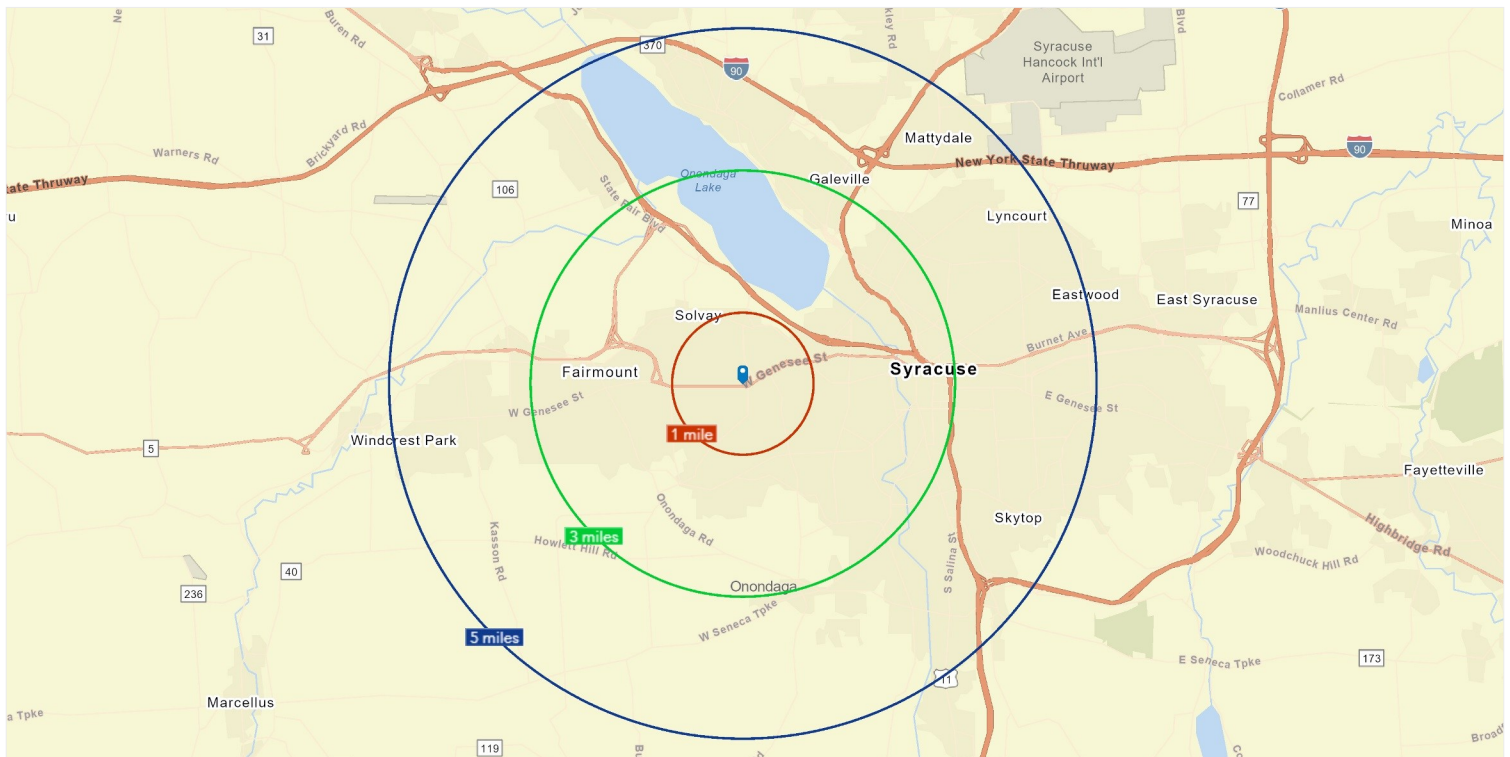 31
Buren Rd
370
90
Syracuse
Hancock Int'l
Airport
Blvd
Collamer Rd
Mattydale
Brickyard Rd
Warners Rd
90
New York State Thruway
ate Thruway
106
Onondaga
Lake
Galeville
State Fair Blvd
77
Lyncourt
Minoa
Eastwood
East Syracuse
Manlius Center Rd
Solvay
Burnet Ave
W Genesee St
Fairmount
Syracuse
W Genesee St
E Genesee St
1 mile
Windcrest Park
5
Fayetteville
Onondaga Rd
Skytop
Highbridge Rd
3 miles
Howlett Hill Rd
Kasson Rd
S Salina St
Woodchuck Hill Rd
40
236
Onondaga
W Seneca Tpke
5 miles
E Seneca Tpke
173
11
Marcellus
a Tpke
119
Broad